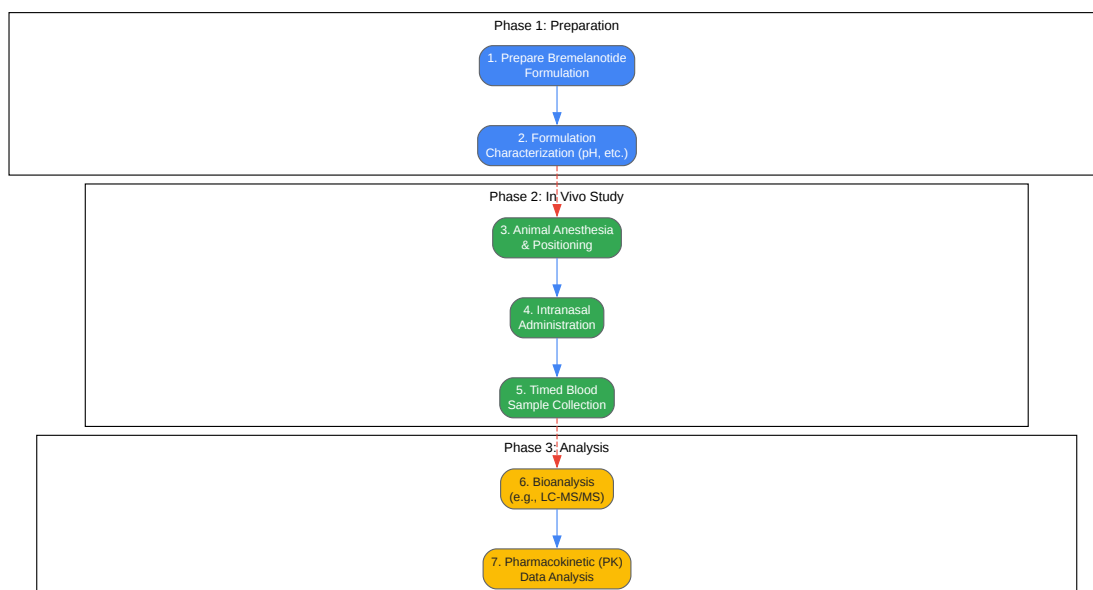 Phase 1: Preparation
1. Prepare Bremelanotide
Formulation
2. Formulation
Characterization (pH, etc.)
Phase 2: In Vivo Study
3. Animal Anesthesia
& Positioning
4. Intranasal
Administration
5. Timed Blood
Sample Collection
Phase 3: Analysis
6. Bioanalysis
(e.g., LC-MS/MS)
7. Pharmacokinetic (PK)
Data Analysis